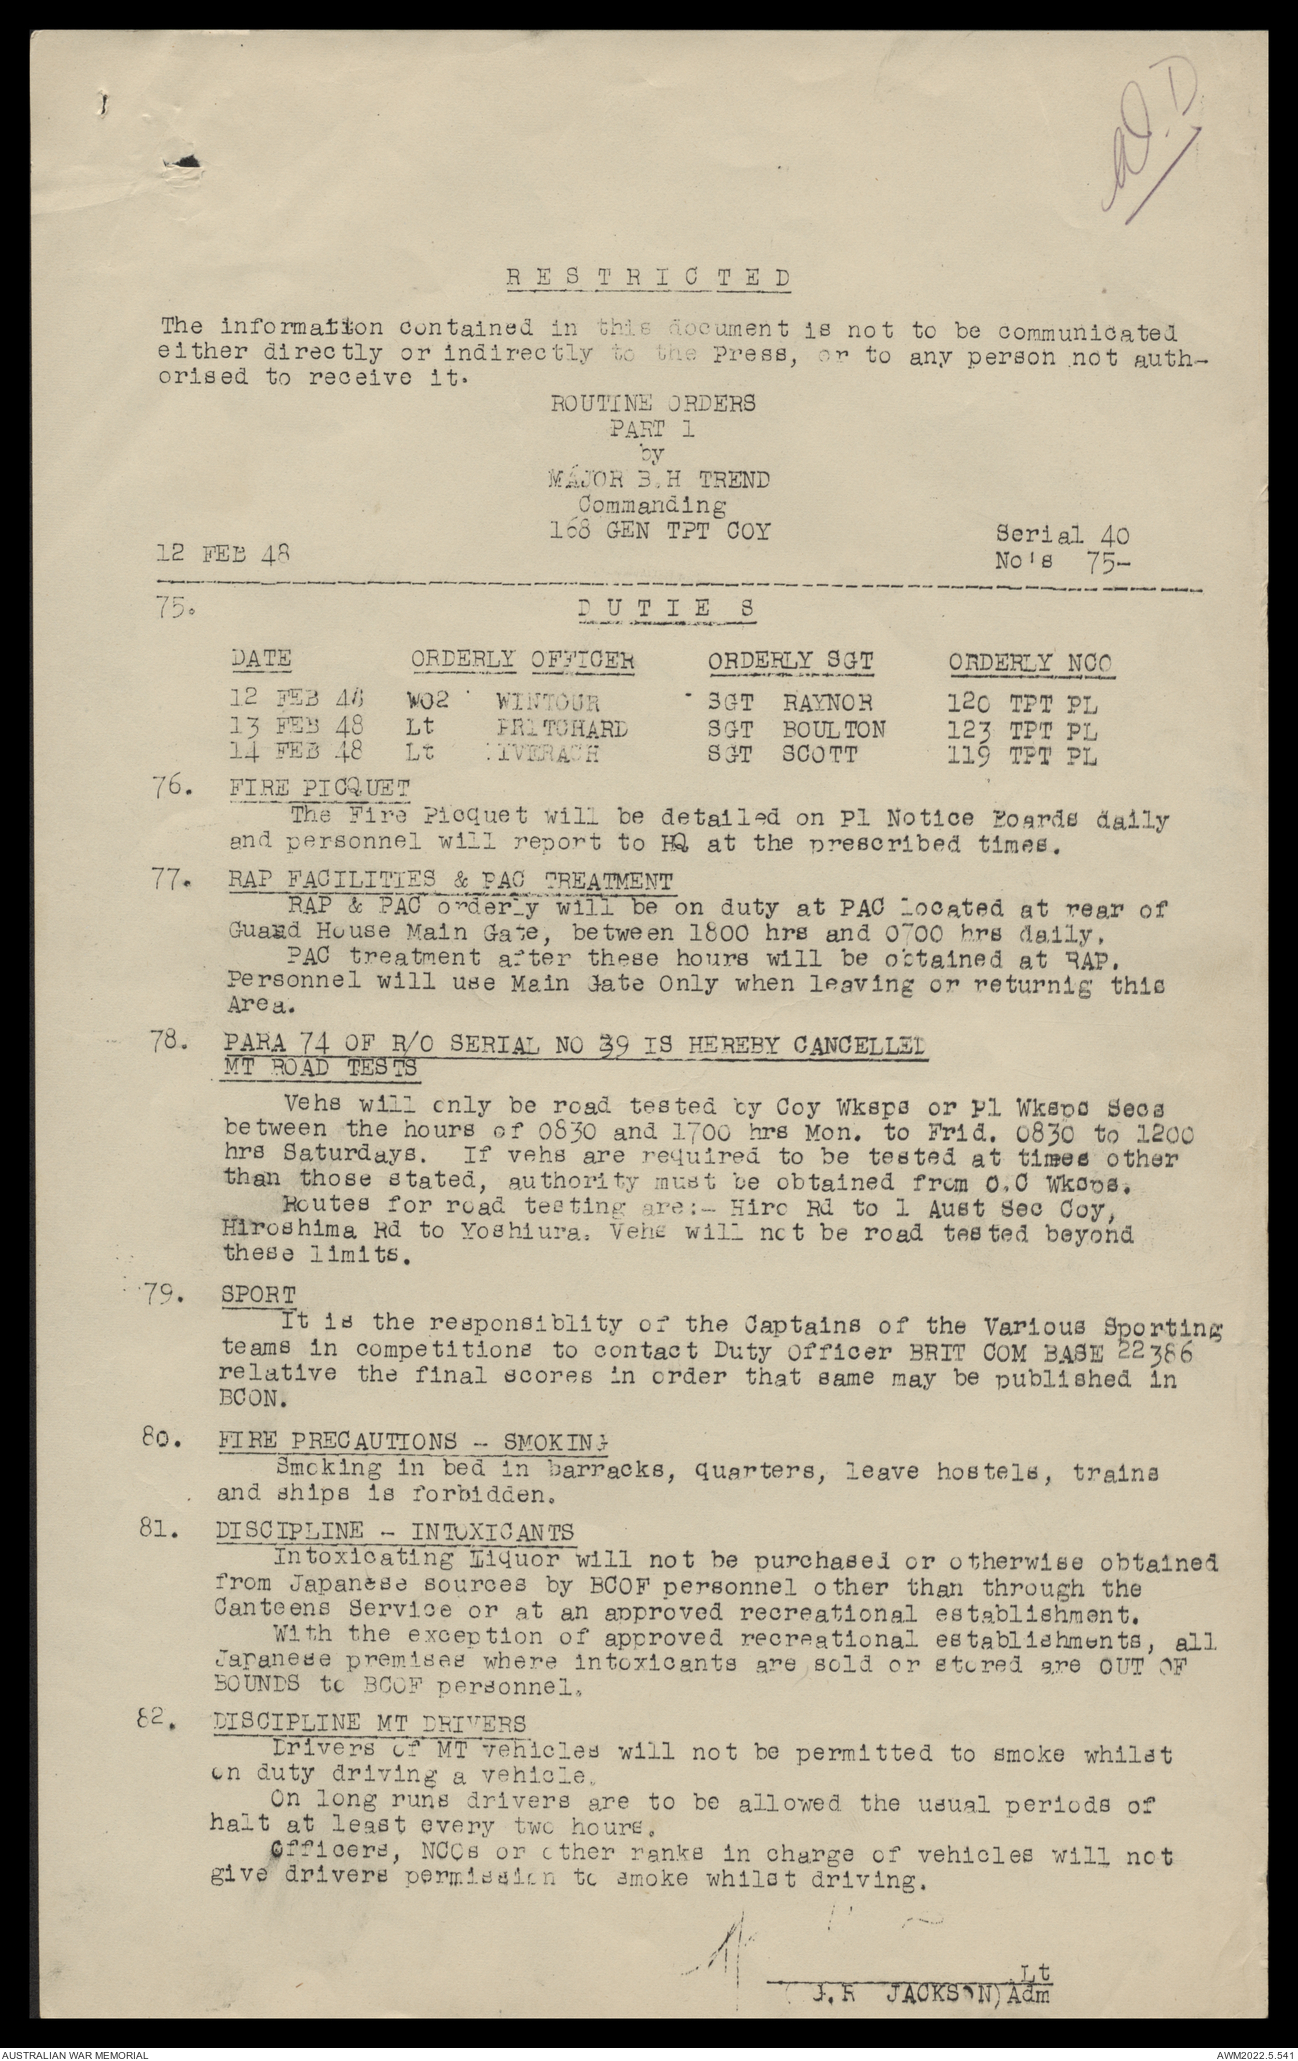 R E S T R I C T E D
The information contained in this document is not to be communicated
either directly or indirectly to the Press, or to any person not auth-
orised to receive it.
ROUTINE ORDERS
PART 1
by
MAJOR B.H TREND
Commanding
168 GEN TPT COY
Serial 40
12 FEB 48
No's 75-
75.
D U T I E S
DATE ORDERLY OFFICER ORDERLY SGT ORDERLY NCO
12 FEB 48 WO2 WINTOUR SGT RAYNOR 120 TPT PL
13 FEB 48 Lt PRITCHARD SGT BOULTON 123 TPT PL
14 FEB 48 Lt SGT SCOTT 119 TPT PL
76. FIRE PICQUET
The Fire Picquet will be detailed on Pl Notice Boards daily
and personnel will report to HQ at the prescribed times.
77. RAP FACILITIES & PAC TREATMENT
RAP & PAC orderly will be on duty at PAC located at rear of
Guard House Main Gate, between 1800 hrs and 0700 hrs daily.
PAC treatment after these hours will be obtained at RAP.
Personnel will use Main Gate Only when leaving or returnig this
Area.
78. PARA 74 OF R/O SERIAL NO 39 IS HEREBY CANCELLED
MT ROAD TESTS
Vehs will only be road tested by Coy Wksps or Pl Wksps Secs
between the hours of 0830 and 1700 hrs Mon. to Frid. 0830 to 1200
hrs Saturdays. If vehs are required to be tested at times other
than those stated, authority must be obtained from O.C Wksps.
Routes for road testing are:- Hiro Rd to 1 Aust Sec Coy,
Hiroshima Rd to Yoshiura. Vehs will not be road tested beyond
these limits.
79. SPORT
It is the responsiblity of the Captains of the Various Sporting
teams in competitions to contact Duty Officer BRIT COM BASE 22386
relative the final scores in order that same may be published in
BCON.
80. FIRE PRECAUTIONS - SMOKING
Smoking in bed in barracks, quarters, leave hostels, trains
and ships is forbidden.
81. DISCIPLINE - INTOXICANTS
Intoxicating Liquor will not be purchased or otherwise obtained
from Japanese sources by BCOF personnel other than through the
Canteens Service or at an approved recreational establishment.
With the exception of approved recreational establishments, all
Japanese premises where intoxicants are sold or stored are OUT OF
BOUNDS to BCOF personnel.
82. DISCIPLINE MT DRIVERS
Drivers of MT vehicles will not be permitted to smoke whilst
on duty driving a vehicle.
On long runs drivers are to be allowed the usual periods of
halt at least every two hours.
Officers, NCOs or other ranks in charge of vehicles will not
give drivers permission to smoke whilst driving.
Lt
JACKSON) Adm
AUSTRALIAN WAR MEMORIAL
AWM2022.5.541